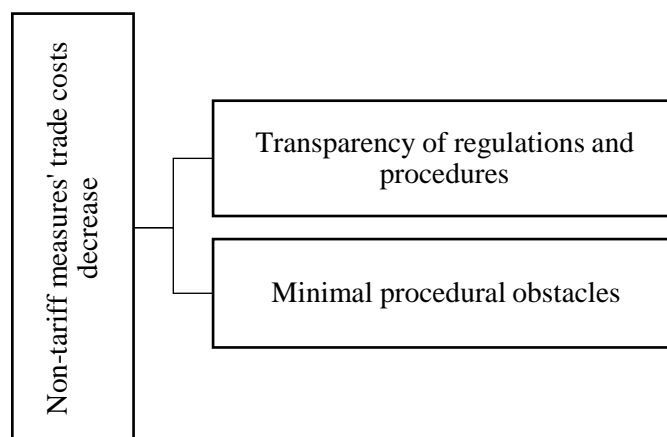 Non-tariff measures' trade costs
decrease
Transparency of regulations and
procedures
Minimal procedural obstacles